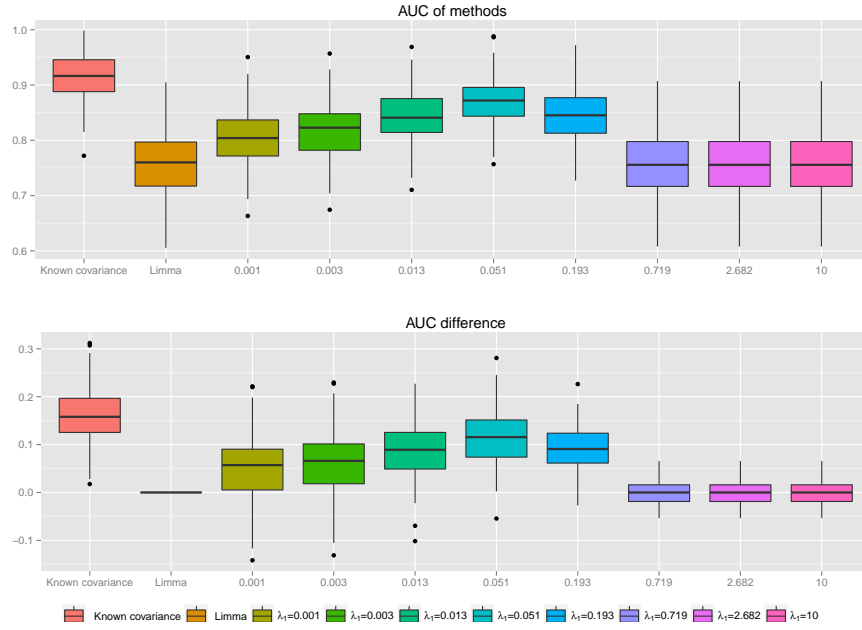 AUC of methods
1.0
0.9
0.8
0.7
0.6
Known covariance Limma 0.001 0.003 0.013 0.051 0.193 0.719 2.682 10
AUC difference
0.3
0.2
0.1
0.0
−0.1
Known covariance Limma 0.001 0.003 0.013 0.051 0.193 0.719 2.682 10
Known covariance Limma λ₁=0.001 λ₁=0.003 λ₁=0.013 λ₁=0.051 λ₁=0.193 λ₁=0.719 λ₁=2.682 λ₁=10